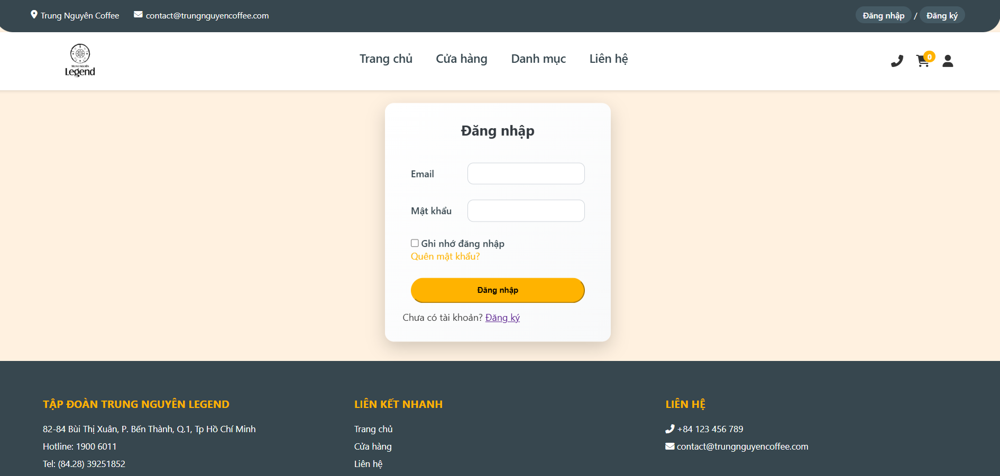 Trung Nguyên Coffee contact@trungnguyencoffee.com Đăng nhập / Đăng ký
TRUNG NGUYÊN
Legend
Trang chủ Cửa hàng Danh mục Liên hệ
0
Đăng nhập
Email
Mật khẩu
Ghi nhớ đăng nhập
Quên mật khẩu?
Đăng nhập
Chưa có tài khoản? Đăng ký
TẬP ĐOÀN TRUNG NGUYÊN LEGEND
82-84 Bùi Thị Xuân, P. Bến Thành, Q.1, Tp Hồ Chí Minh
Hotline: 1900 6011
Tel: (84.28) 39251852
LIÊN KẾT NHANH
Trang chủ
Cửa hàng
Liên hệ
LIÊN HỆ
+84 123 456 789
contact@trungnguyencoffee.com